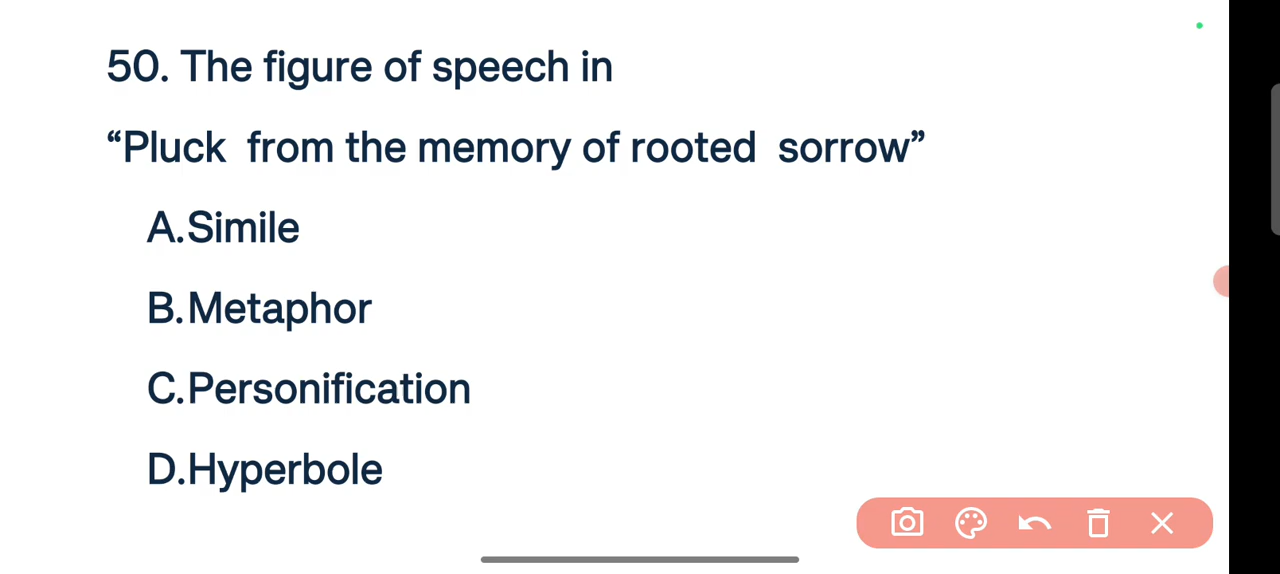 50. The figure of speech in
“Pluck from the memory of rooted sorrow”
A.Simile
B.Metaphor
C.Personification
D.Hyperbole